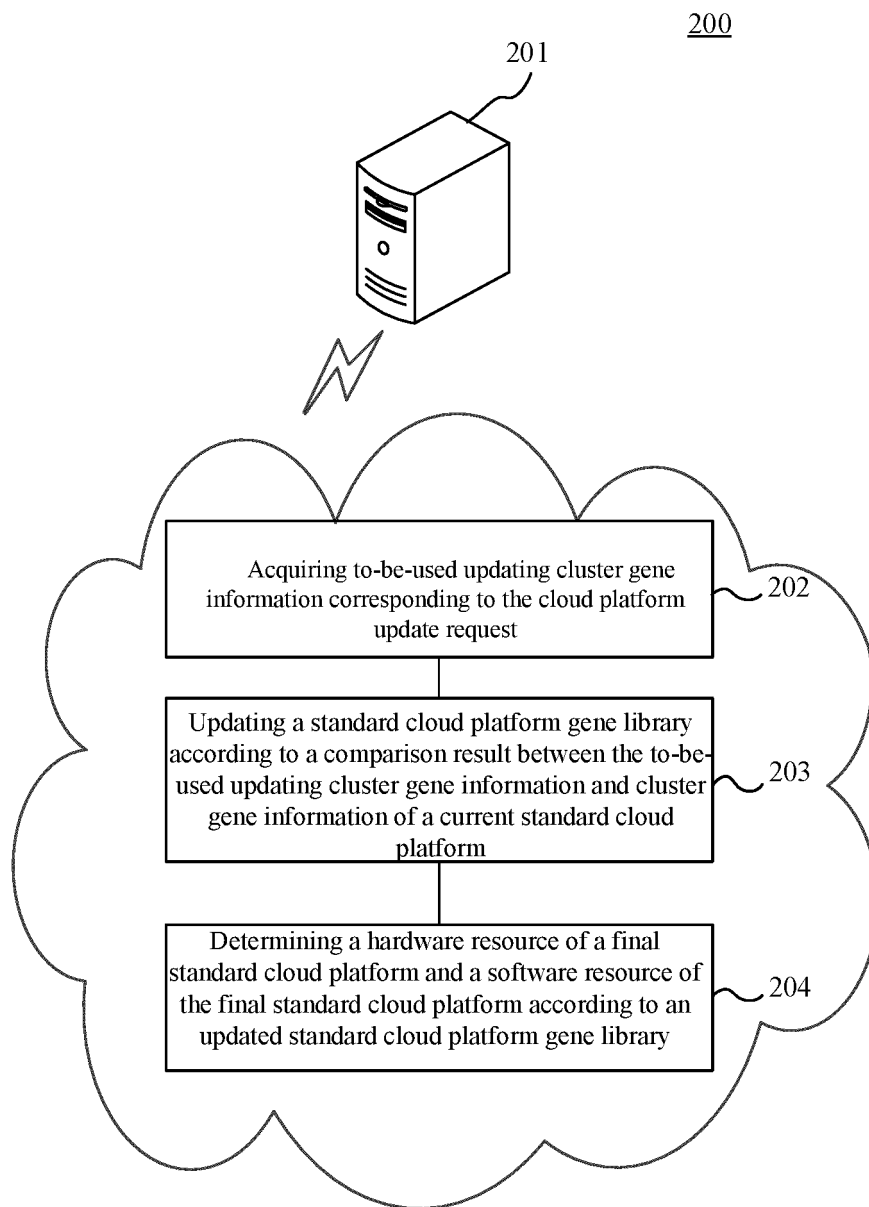 200
201
Acquiring to-be-used updating cluster gene
information corresponding to the cloud platform
update request
202
Updating a standard cloud platform gene library
according to a comparison result between the to-be-
used updating cluster gene information and cluster
gene information of a current standard cloud
platform
203
Determining a hardware resource of a final
standard cloud platform and a software resource of
the final standard cloud platform according to an
updated standard cloud platform gene library
204